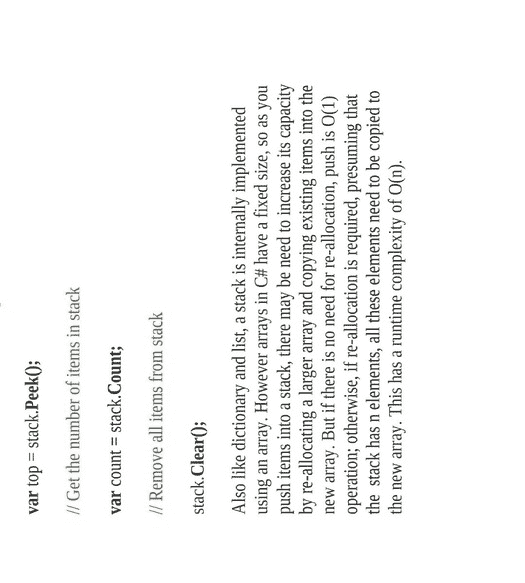 var top = stack.Peek();
// Get the number of items in stack
var count = stack.Count;
// Remove all items from stack
stack.Clear();
Also like dictionary and list, a stack is internally implemented
using an array. However arrays in C# have a fixed size, so as you
push items into a stack, there may be need to increase its capacity
by re-allocating a larger array and copying existing items into the
new array. But if there is no need for re-allocation, push is O(1)
operation; otherwise, if re-allocation is required, presuming that
the stack has n elements, all these elements need to be copied to
the new array. This has a runtime complexity of O(n).